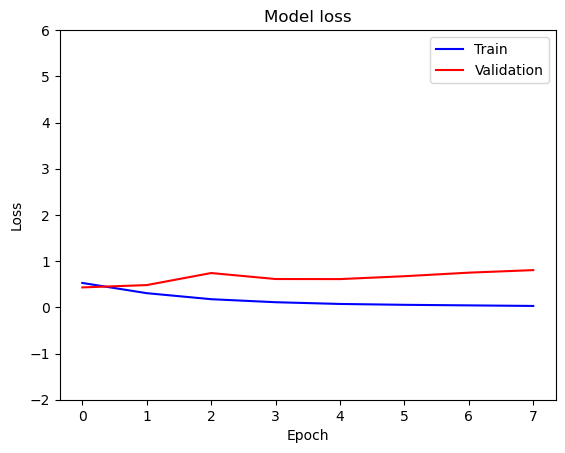 Model loss
Train
Validation
6
5
4
3
2
1
0
−1
−2
Loss
0 1 2 3 4 5 6 7
Epoch